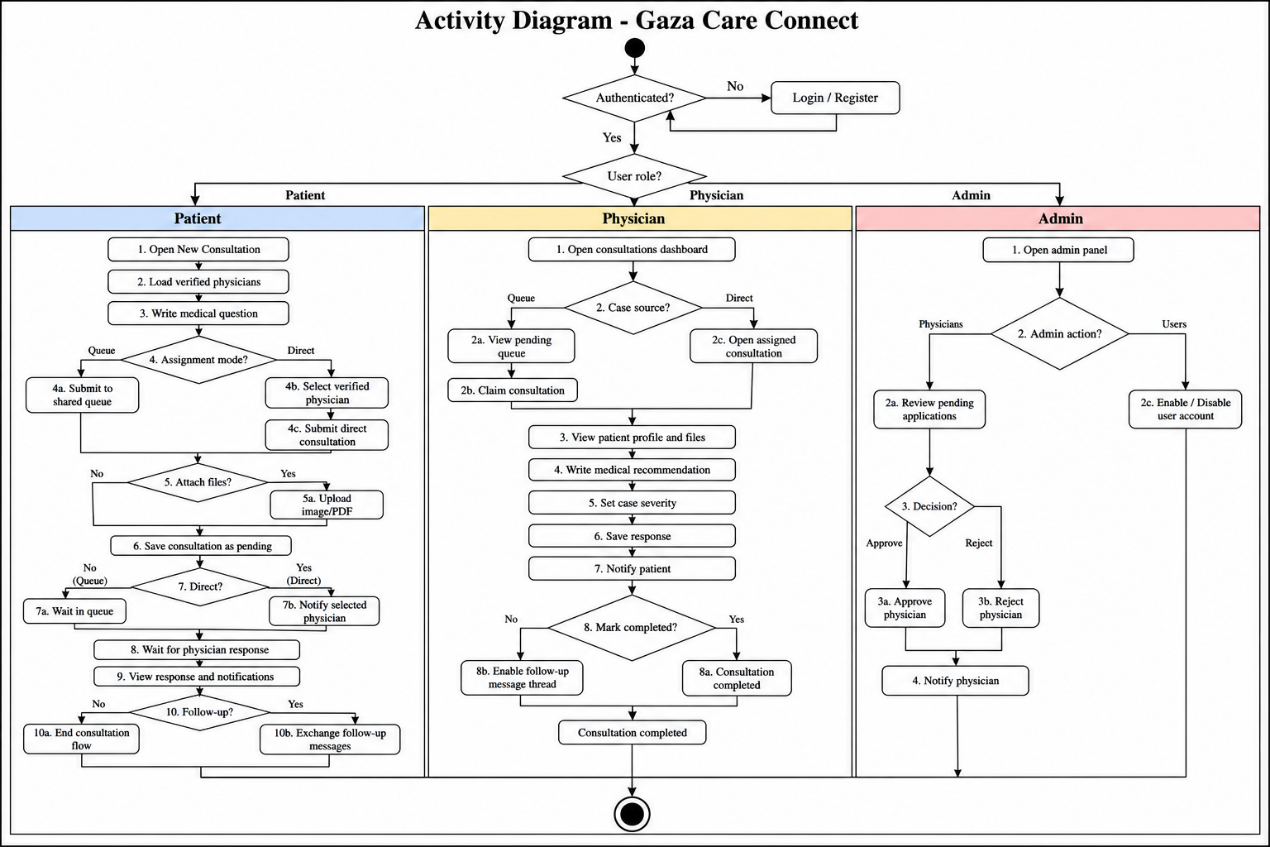 Activity Diagram - Gaza Care Connect
Authenticated?
No
Login / Register
Yes
User role?
Patient
Physician
Admin
Patient
1. Open New Consultation
2. Load verified physicians
3. Write medical question
4. Assignment mode?
Queue
Direct
4a. Submit to
shared queue
4b. Select verified
physician
4c. Submit direct
consultation
5. Attach files?
No
Yes
5a. Upload
image/PDF
6. Save consultation as pending
7. Direct?
No
(Queue)
Yes
(Direct)
7a. Wait in queue
7b. Notify selected
physician
8. Wait for physician response
9. View response and notifications
10. Follow-up?
No
Yes
10a. End consultation
flow
10b. Exchange follow-up
messages
Physician
1. Open consultations dashboard
2. Case source?
Queue
Direct
2a. View pending
queue
2c. Open assigned
consultation
2b. Claim consultation
3. View patient profile and files
4. Write medical recommendation
5. Set case severity
6. Save response
7. Notify patient
8. Mark completed?
No
Yes
8b. Enable follow-up
message thread
8a. Consultation
completed
Consultation completed
Admin
1. Open admin panel
2. Admin action?
Physicians
Users
2a. Review pending
applications
2c. Enable / Disable
user account
3. Decision?
Approve
Reject
3a. Approve
physician
3b. Reject
physician
4. Notify physician